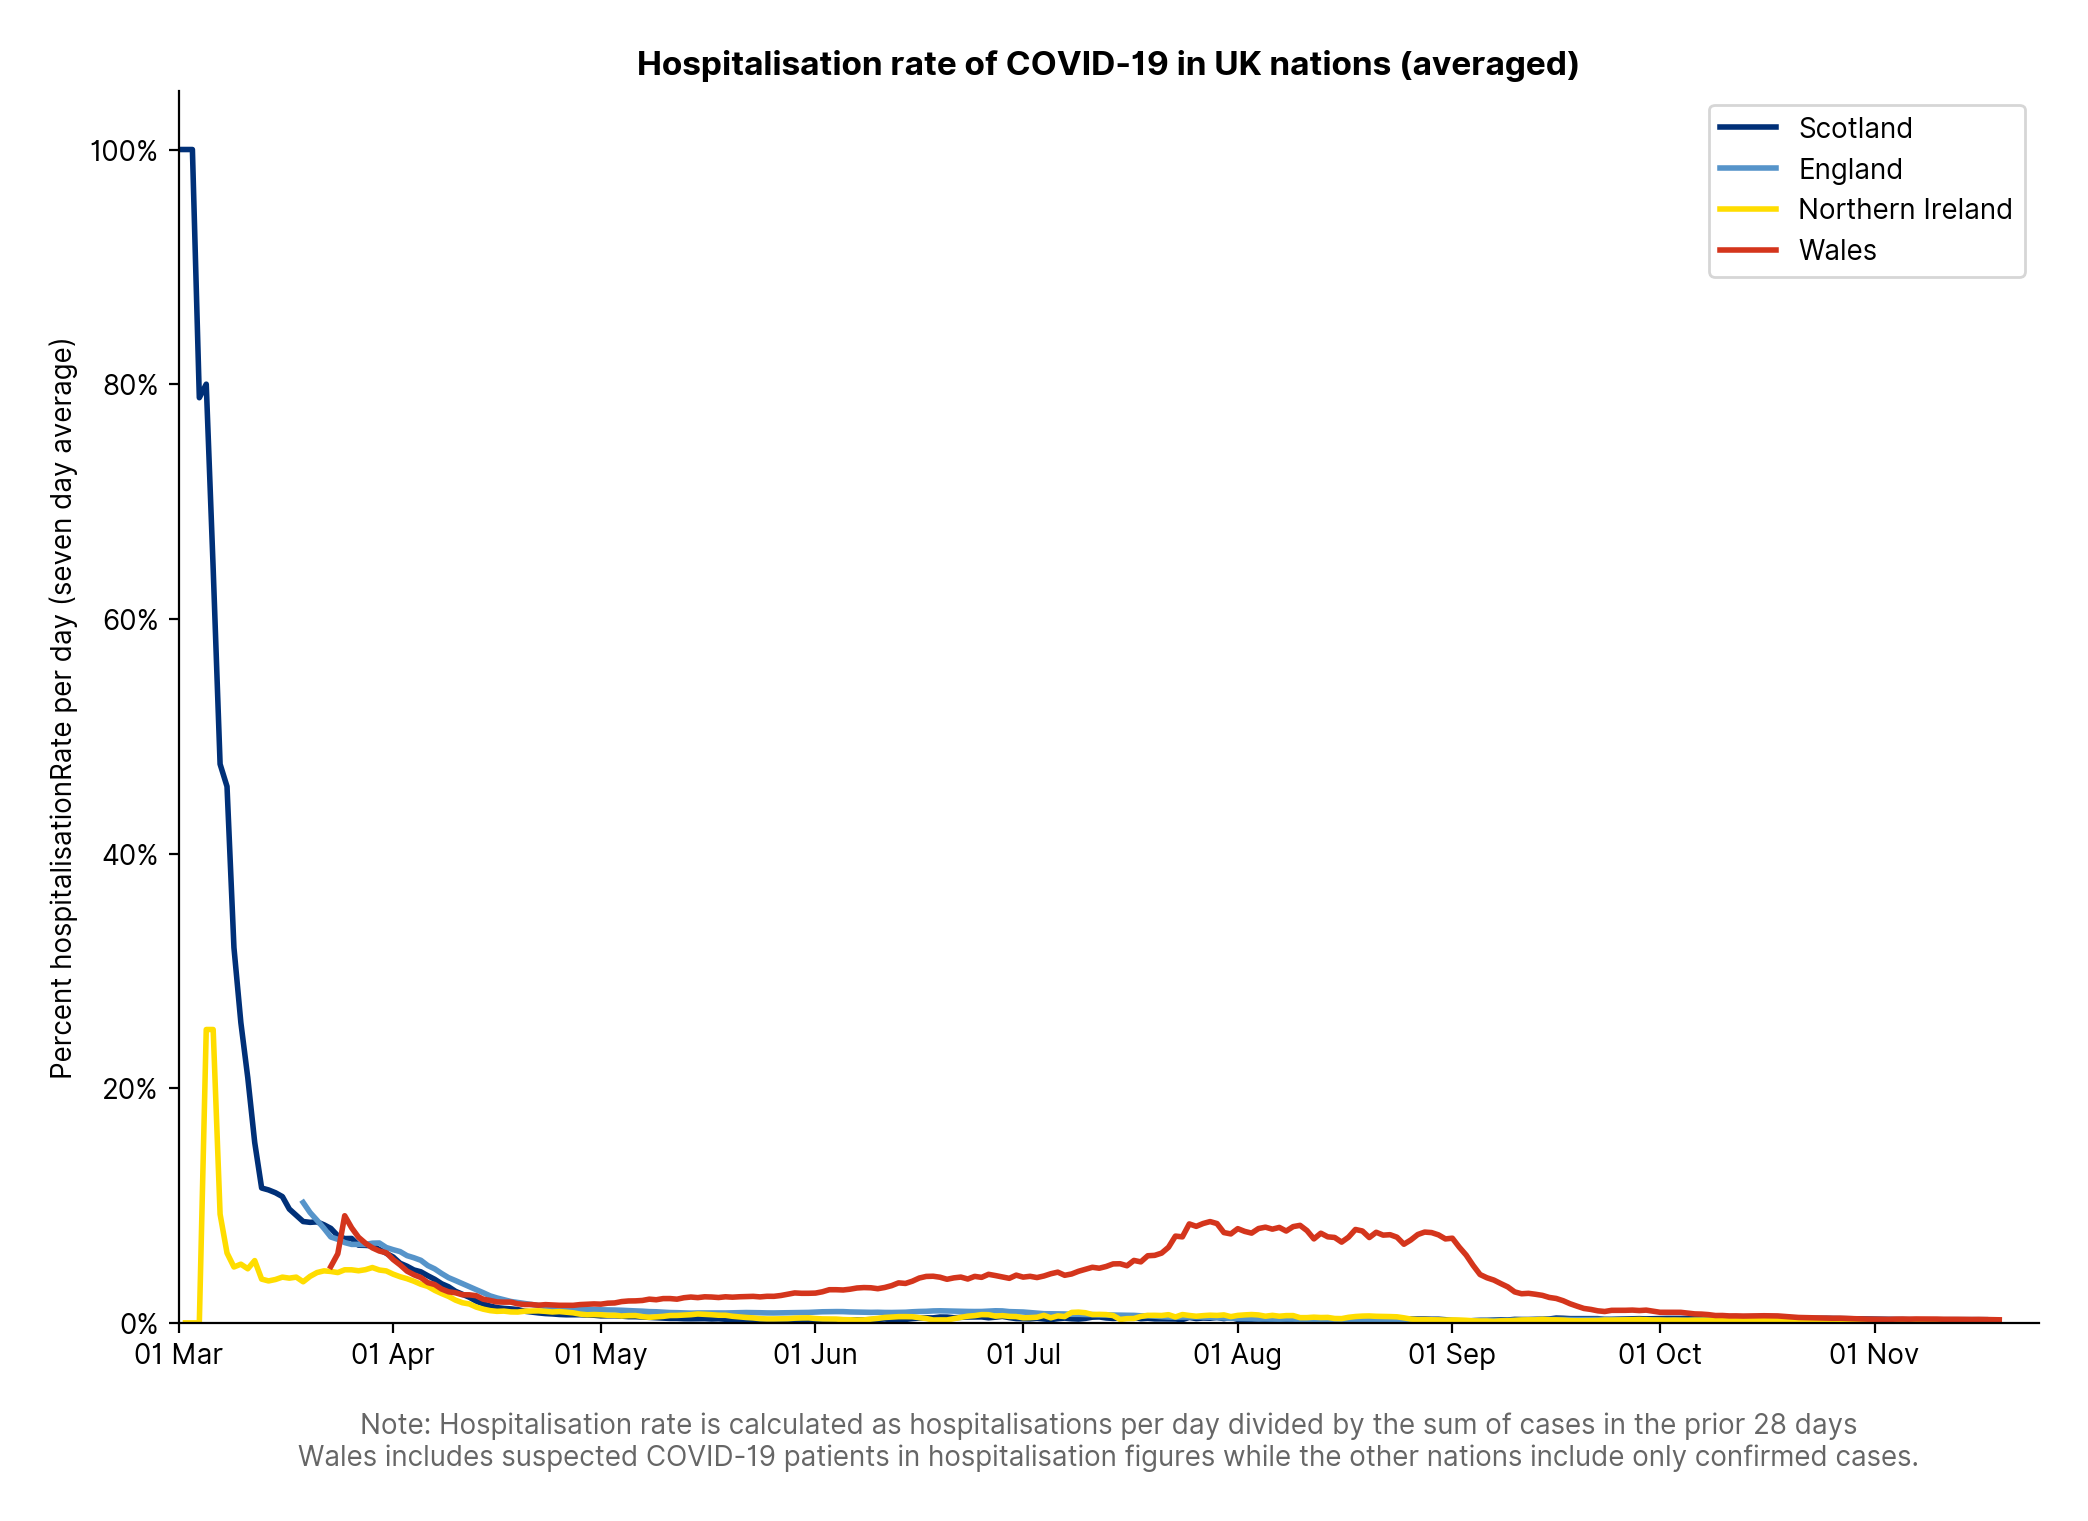 Hospitalisation rate of COVID-19 in UK nations (averaged)
Scotland
England
Northern Ireland
Wales
Percent hospitalisationRate per day (seven day average)
100%
80%
60%
40%
20%
0%
01 Mar
01 Apr
01 May
01 Jun
01 Jul
01 Aug
01 Sep
01 Oct
01 Nov
Note: Hospitalisation rate is calculated as hospitalisations per day divided by the sum of cases in the prior 28 days
Wales includes suspected COVID-19 patients in hospitalisation figures while the other nations include only confirmed cases.